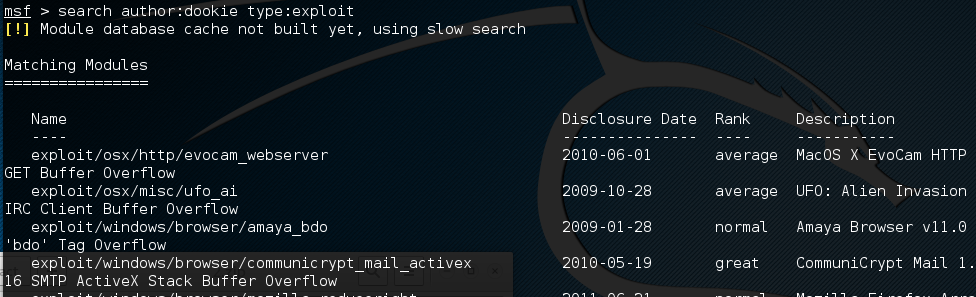 msf > search author:dookie type:exploit
[!] Module database cache not built yet, using slow search
Matching Modules
================
Name Disclosure Date Rank Description
---- --------------- ---- -----------
exploit/osx/http/evocam_webserver 2010-06-01 average MacOS X EvoCam HTTP
GET Buffer Overflow
exploit/osx/misc/ufo_ai 2009-10-28 average UFO: Alien Invasion
IRC Client Buffer Overflow
exploit/windows/browser/amaya_bdo 2009-01-28 normal Amaya Browser v11.0
'bdo' Tag Overflow
exploit/windows/browser/communicrypt_mail_activex 2010-05-19 great CommuniCrypt Mail 1.
16 SMTP ActiveX Stack Buffer Overflow